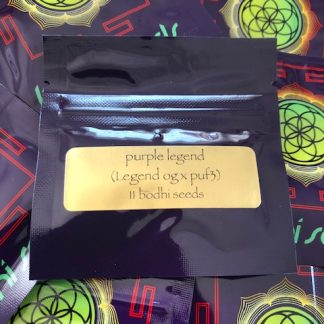 purple legend
(Legend og x puf3)
11 bodhi seeds